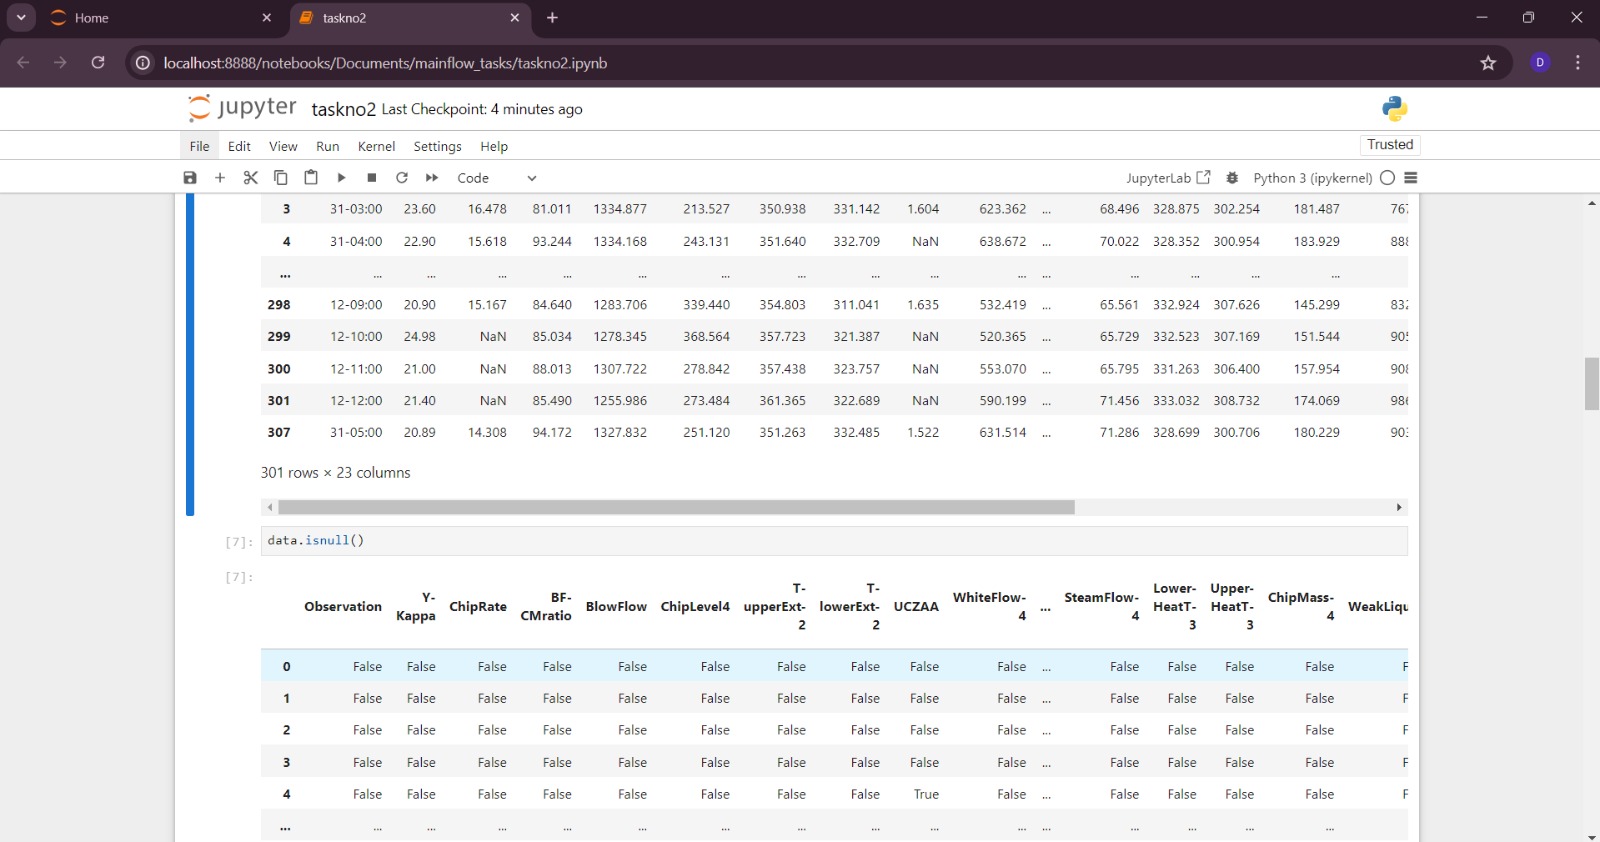 Home
taskno2
localhost:8888/notebooks/Documents/mainflow_tasks/taskno2.ipynb
D
jupyter taskno2 Last Checkpoint: 4 minutes ago
File Edit View Run Kernel Settings Help Trusted
Code JupyterLab Python 3 (ipykernel)
3 31-03:00 23.60 16.478 81.011 1334.877 213.527 350.938 331.142 1.604 623.362 ... 68.496 328.875 302.254 181.487 767
4 31-04:00 22.90 15.618 93.244 1334.168 243.131 351.640 332.709 NaN 638.672 ... 70.022 328.352 300.954 183.929 888
... ... ... ... ... ... ... ... ... ... ... ... ... ... ... ...
298 12-09:00 20.90 15.167 84.640 1283.706 339.440 354.803 311.041 1.635 532.419 ... 65.561 332.924 307.626 145.299 832
299 12-10:00 24.98 NaN 85.034 1278.345 368.564 357.723 321.387 NaN 520.365 ... 65.729 332.523 307.169 151.544 905
300 12-11:00 21.00 NaN 88.013 1307.722 278.842 357.438 323.757 NaN 553.070 ... 65.795 331.263 306.400 157.954 908
301 12-12:00 21.40 NaN 85.490 1255.986 273.484 361.365 322.689 NaN 590.199 ... 71.456 333.032 308.732 174.069 986
307 31-05:00 20.89 14.308 94.172 1327.832 251.120 351.263 332.485 1.522 631.514 ... 71.286 328.699 300.706 180.229 903
301 rows × 23 columns
[7]: data.isnull()
[7]:
Observation Y-Kappa ChipRate BF-CMratio BlowFlow ChipLevel4 T-upperExt-2 T-lowerExt-2 UCZAA WhiteFlow-4 ... SteamFlow-4 Lower-HeatT-3 Upper-HeatT-3 ChipMass-4 WeakLiqu
0 False False False False False False False False False False ... False False False False F
1 False False False False False False False False False False ... False False False False F
2 False False False False False False False False False False ... False False False False F
3 False False False False False False False False False False ... False False False False F
4 False False False False False False False False True False ... False False False False F
... ... ... ... ... ... ... ... ... ... ... ... ... ... ... ...